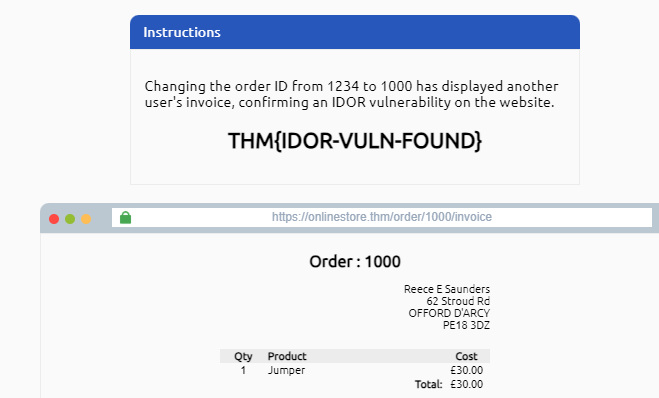 Instructions
Changing the order ID from 1234 to 1000 has displayed another
user's invoice, confirming an IDOR vulnerability on the website.
THM{IDOR-VULN-FOUND}
https://onlinestore.thm/order/1000/invoice
Order : 1000
Reece E Saunders
62 Stroud Rd
OFFORD D'ARCY
PE18 3DZ
Qty Product Cost
1 Jumper £30.00
Total: £30.00